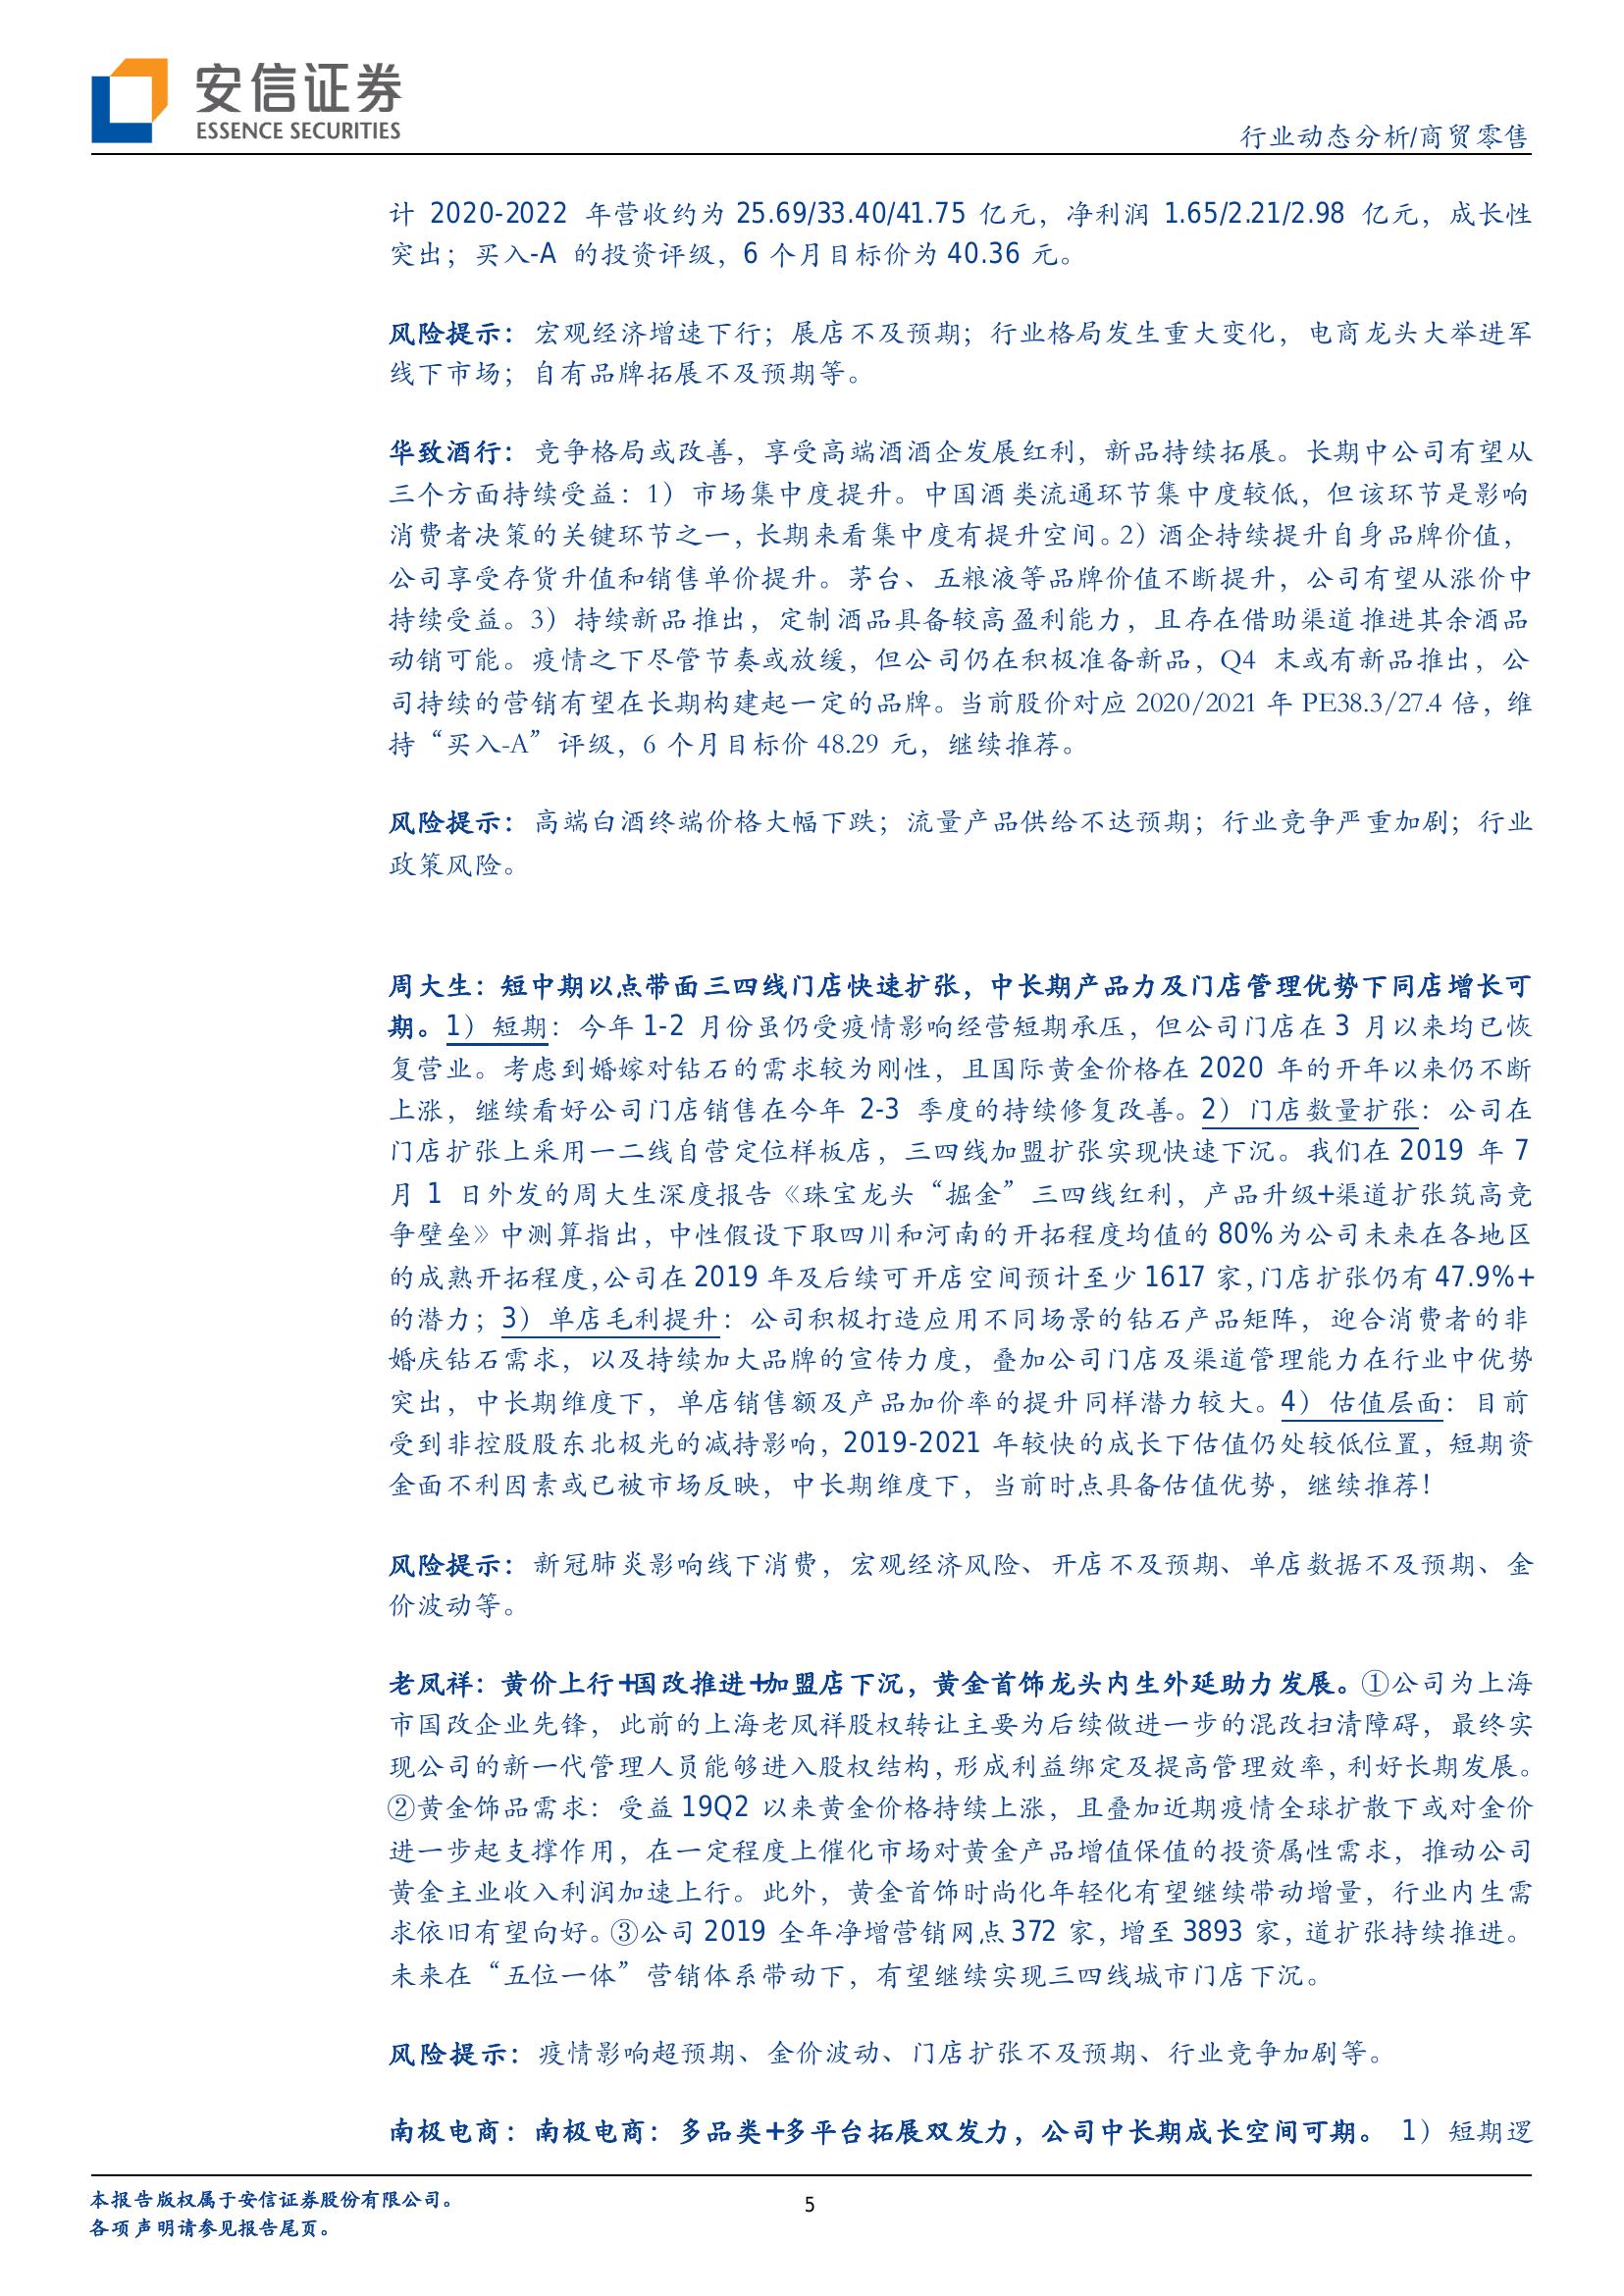 安信证券
ESSENCE SECURITIES
行业动态分析/商贸零售
计 2020-2022 年营收约为 25.69/33.40/41.75 亿元，净利润 1.65/2.21/2.98 亿元，成长性
突出；买入-A 的投资评级，6 个月目标价为 40.36 元。
风险提示：宏观经济增速下行；展店不及预期；行业格局发生重大变化，电商龙头大举进军
线下市场；自有品牌拓展不及预期等。
华致酒行：竞争格局或改善，享受高端酒酒企发展红利，新品持续拓展。长期中公司有望从
三个方面持续受益：1）市场集中度提升。中国酒类流通环节集中度较低，但该环节是影响
消费者决策的关键环节之一，长期来看集中度有提升空间。2）酒企持续提升自身品牌价值，
公司享受存货升值和销售单价提升。茅台、五粮液等品牌价值不断提升，公司有望从涨价中
持续受益。3）持续新品推出，定制酒品具备较高盈利能力，且存在借助渠道推进其余酒品
动销可能。疫情之下尽管节奏或放缓，但公司仍在积极准备新品，Q4 末或有新品推出，公
司持续的营销有望在长期构建起一定的品牌。当前股价对应 2020/2021 年 PE38.3/27.4 倍，维
持“买入-A”评级，6 个月目标价 48.29 元，继续推荐。
风险提示：高端白酒终端价格大幅下跌；流量产品供给不达预期；行业竞争严重加剧；行业
政策风险。
周大生：短中期以点带面三四线门店快速扩张，中长期产品力及门店管理优势下同店增长可
期。1）短期：今年 1-2 月份虽仍受疫情影响经营短期承压，但公司门店在 3 月以来均已恢
复营业。考虑到婚嫁对钻石的需求较为刚性，且国际黄金价格在 2020 年的开年以来仍不断
上涨，继续看好公司门店销售在今年 2-3 季度的持续修复改善。2）门店数量扩张：公司在
门店扩张上采用一二线自营定位样板店，三四线加盟扩张实现快速下沉。我们在 2019 年 7
月 1 日外发的周大生深度报告《珠宝龙头“掘金”三四线红利，产品升级+渠道扩张筑高竞
争壁垒》中测算指出，中性假设下取四川和河南的开拓程度均值的 80%为公司未来在各地区
的成熟开拓程度，公司在 2019 年及后续可开店空间预计至少 1617 家，门店扩张仍有 47.9%+
的潜力；3）单店毛利提升：公司积极打造应用不同场景的钻石产品矩阵，迎合消费者的非
婚庆钻石需求，以及持续加大品牌的宣传力度，叠加公司门店及渠道管理能力在行业中优势
突出，中长期维度下，单店销售额及产品加价率的提升同样潜力较大。4）估值层面：目前
受到非控股股东北极光的减持影响，2019-2021 年较快的成长下估值仍处较低位置，短期资
金面不利因素或已被市场反映，中长期维度下，当前时点具备估值优势，继续推荐！
风险提示：新冠肺炎影响线下消费，宏观经济风险、开店不及预期、单店数据不及预期、金
价波动等。
老凤祥：黄价上行+国改推进+加盟店下沉，黄金首饰龙头内生外延助力发展。①公司为上海
市国改企业先锋，此前的上海老凤祥股权转让主要为后续做进一步的混改扫清障碍，最终实
现公司的新一代管理人员能够进入股权结构，形成利益绑定及提高管理效率，利好长期发展。
②黄金饰品需求：受益 19Q2 以来黄金价格持续上涨，且叠加近期疫情全球扩散下或对金价
进一步起支撑作用，在一定程度上催化市场对黄金产品增值保值的投资属性需求，推动公司
黄金主业收入利润加速上行。此外，黄金首饰时尚化年轻化有望继续带动增量，行业内生需
求依旧有望向好。③公司 2019 全年净增营销网点 372 家，增至 3893 家，道扩张持续推进。
未来在“五位一体”营销体系带动下，有望继续实现三四线城市门店下沉。
风险提示：疫情影响超预期、金价波动、门店扩张不及预期、行业竞争加剧等。
南极电商：南极电商：多品类+多平台拓展双发力，公司中长期成长空间可期。 1）短期逻
本报告版权属于安信证券股份有限公司。
5
各项声明请参见报告尾页。